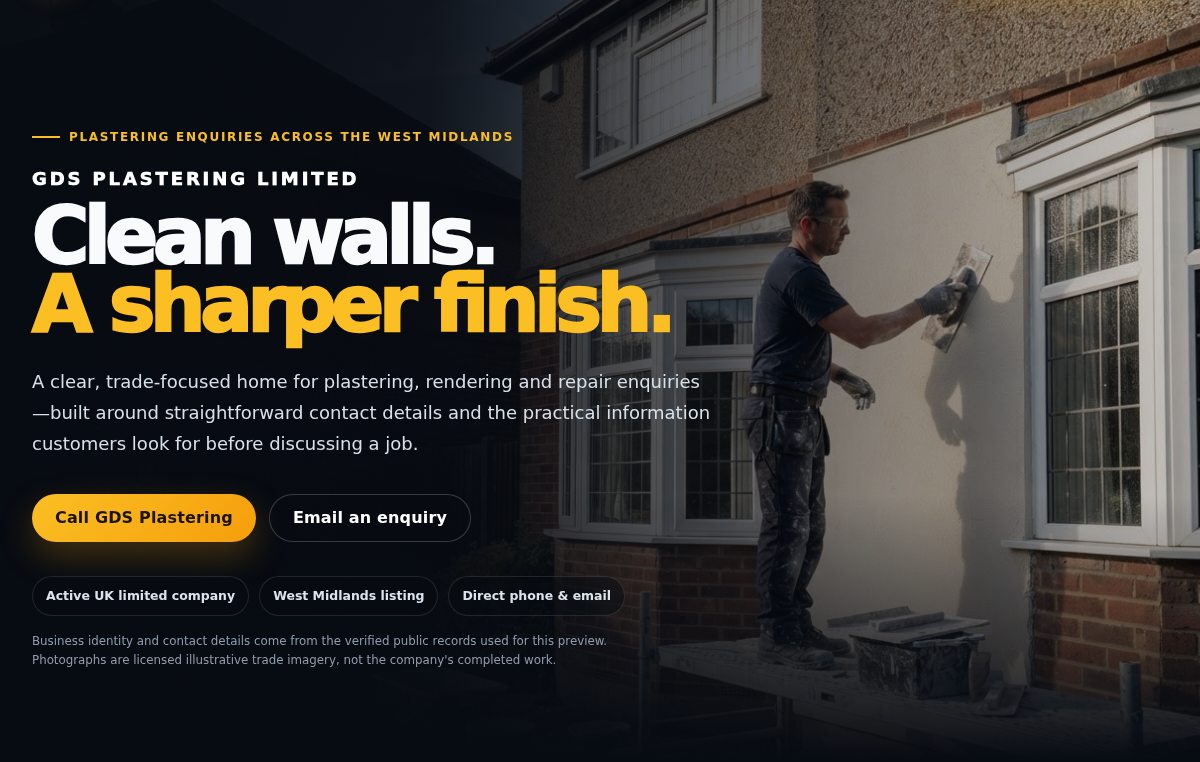 PLASTERING ENQUIRIES ACROSS THE WEST MIDLANDS
GDS PLASTERING LIMITED
Clean walls.
A sharper finish.
A clear, trade-focused home for plastering, rendering and repair enquiries
—built around straightforward contact details and the practical information
customers look for before discussing a job.
Call GDS Plastering
Email an enquiry
Active UK limited company
West Midlands listing
Direct phone & email
Business identity and contact details come from the verified public records used for this preview.
Photographs are licensed illustrative trade imagery, not the company's completed work.